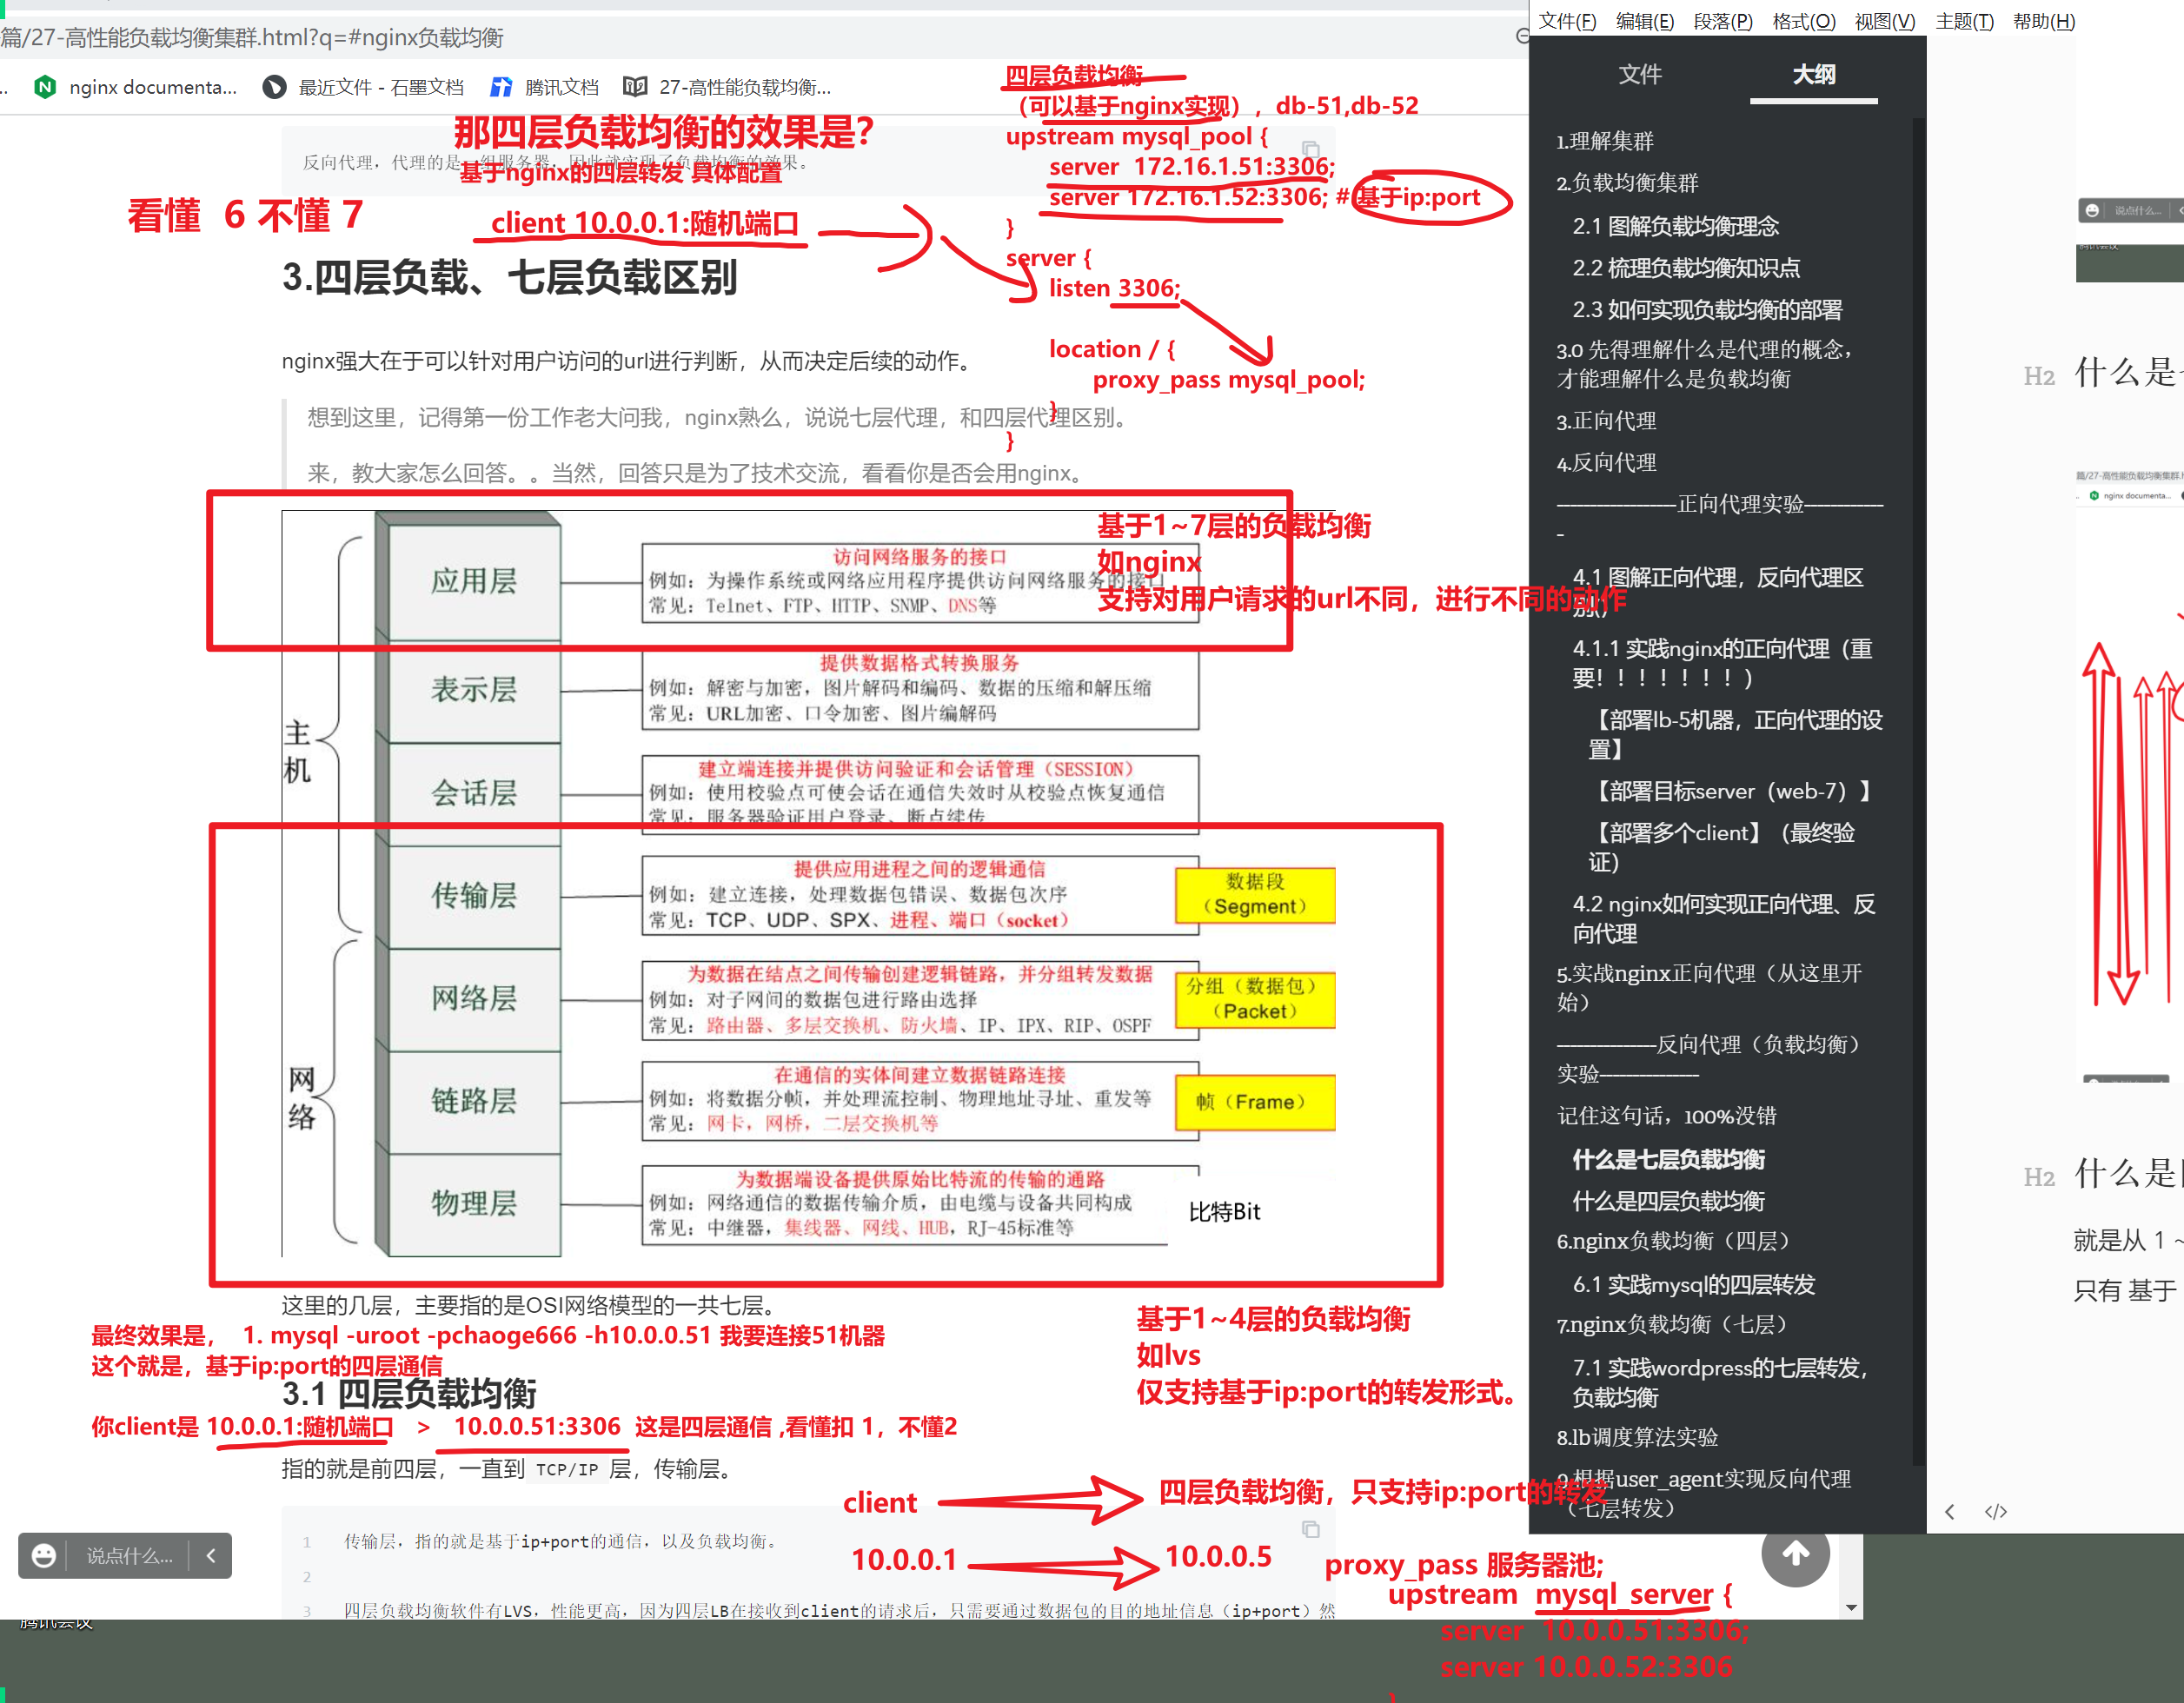 篇/27-高性能负载均衡集群.html?q=#nginx负载均衡
nginx documenta...
最近文件 - 石墨文档
腾讯文档
27-高性能负载均衡...
四层负载均衡
（可以基于nginx实现），db-51,db-52
upstream mysql_pool {
server 172.16.1.51:3306;
server 172.16.1.52:3306; # 基于ip:port
}
server {
listen 3306;
location / {
proxy_pass mysql_pool;
}
}
那四层负载均衡的效果是？
反向代理，代理的是一组服务器，因此就实现了负载均衡的效果。
基于nginx的四层转发 具体配置
看懂 6 不懂 7
client 10.0.0.1:随机端口
3.四层负载、七层负载区别
nginx强大在于可以针对用户访问的url进行判断，从而决定后续的动作。
想到这里，记得第一份工作老大问我，nginx熟么，说说七层代理，和四层代理区别。
来，教大家怎么回答。。当然，回答只是为了技术交流，看看你是否会用nginx。
基于1~7层的负载均衡
如nginx
支持对用户请求的url不同，进行不同的动作
主机
网络
应用层
访问网络服务的接口
例如：为操作系统或网络应用程序提供访问网络服务的接口
常见：Telnet、FTP、HTTP、SNMP、DNS等
表示层
提供数据格式转换服务
例如：解密与加密，图片解码和编码、数据的压缩和解压缩
常见：URL加密、口令加密、图片编解码
会话层
建立端连接并提供访问验证和会话管理（SESSION）
例如：使用校验点可使会话在通信失效时从校验点恢复通信
常见：服务器验证用户登录、断点续传
传输层
提供应用进程之间的逻辑通信
例如：建立连接，处理数据包错误、数据包次序
常见：TCP、UDP、SPX、进程、端口（socket）
数据段
（Segment）
网络层
为数据在结点之间传输创建逻辑链路，并分组转发数据
例如：对子网间的数据包进行路由选择
常见：路由器、多层交换机、防火墙、IP、IPX、RIP、OSPF
分组（数据包）
（Packet）
链路层
在通信的实体间建立数据链路连接
例如：将数据分帧，并处理流控制、物理地址寻址、重发等
常见：网卡，网桥，二层交换机等
帧（Frame）
物理层
为数据端设备提供原始比特流的传输的通路
例如：网络通信的数据传输介质，由电缆与设备共同构成
常见：中继器，集线器、网线、HUB，RJ-45标准等
比特Bit
这里的几层，主要指的是OSI网络模型的一共七层。
最终效果是， 1. mysql -uroot -pchaoge666 -h10.0.0.51 我要连接51机器
这个就是，基于ip:port的四层通信
基于1~4层的负载均衡
如lvs
仅支持基于ip:port的转发形式。
3.1 四层负载均衡
你client是 10.0.0.1:随机端口 > 10.0.0.51:3306 这是四层通信 ,看懂扣 1，不懂2
指的就是前四层，一直到 TCP/IP 层，传输层。
client
四层负载均衡，只支持ip:port的转发
10.0.0.1
10.0.0.5
proxy_pass 服务器池;
upstream mysql_server {
server 10.0.0.51:3306;
server 10.0.0.52:3306
}
1 传输层，指的就是基于ip+port的通信，以及负载均衡。
2
3 四层负载均衡软件有LVS，性能更高，因为四层LB在接收到client的请求后，只需要通过数据包的目的地址信息（ip+port）然
说点什么...
腾讯会议
文件(F) 编辑(E) 段落(P) 格式(O) 视图(V) 主题(T) 帮助(H)
文件
大纲
1.理解集群
2.负载均衡集群
2.1 图解负载均衡理念
2.2 梳理负载均衡知识点
2.3 如何实现负载均衡的部署
3.0 先得理解什么是代理的概念，
才能理解什么是负载均衡
3.正向代理
4.反向代理
------------------正向代理实验------------
-
4.1 图解正向代理，反向代理区
别()
4.1.1 实践nginx的正向代理（重
要！！！！！！！)
【部署lb-5机器，正向代理的设
置】
【部署目标server（web-7）】
【部署多个client】（最终验
证）
4.2 nginx如何实现正向代理、反
向代理
5.实战nginx正向代理（从这里开
始）
---------------反向代理（负载均衡）
实验---------------
记住这句话，100%没错
什么是七层负载均衡
什么是四层负载均衡
6.nginx负载均衡（四层）
6.1 实践mysql的四层转发
7.nginx负载均衡（七层）
7.1 实践wordpress的七层转发，
负载均衡
8.lb调度算法实验
9.根据user_agent实现反向代理
（七层转发）
说点什么...
腾讯会议
H2 什么是
篇/27-高性能负载均衡集群.
nginx documenta...
H2 什么是
就是从 1 ~
只有 基于